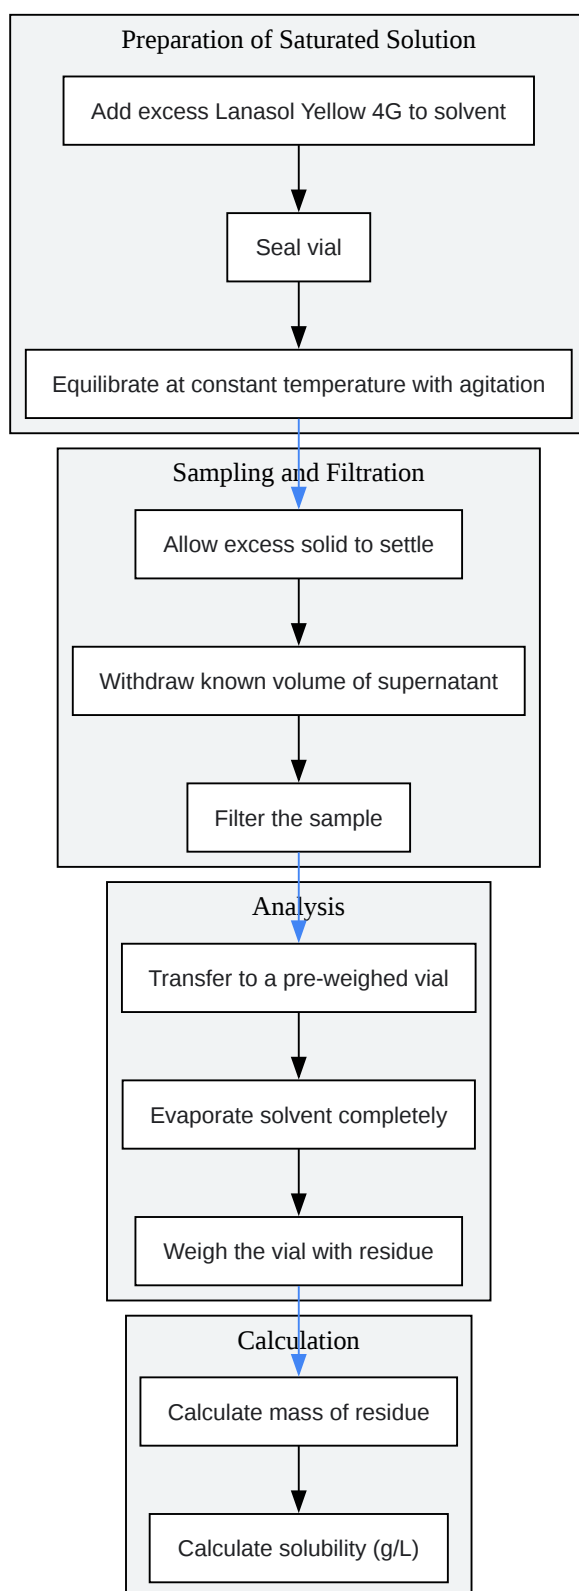 Preparation of Saturated Solution
Add excess Lanasol Yellow 4G to solvent
Seal vial
Equilibrate at constant temperature with agitation
Sampling and Filtration
Allow excess solid to settle
Withdraw known volume of supernatant
Filter the sample
Analysis
Transfer to a pre-weighed vial
Evaporate solvent completely
Weigh the vial with residue
Calculation
Calculate mass of residue
Calculate solubility (g/L)